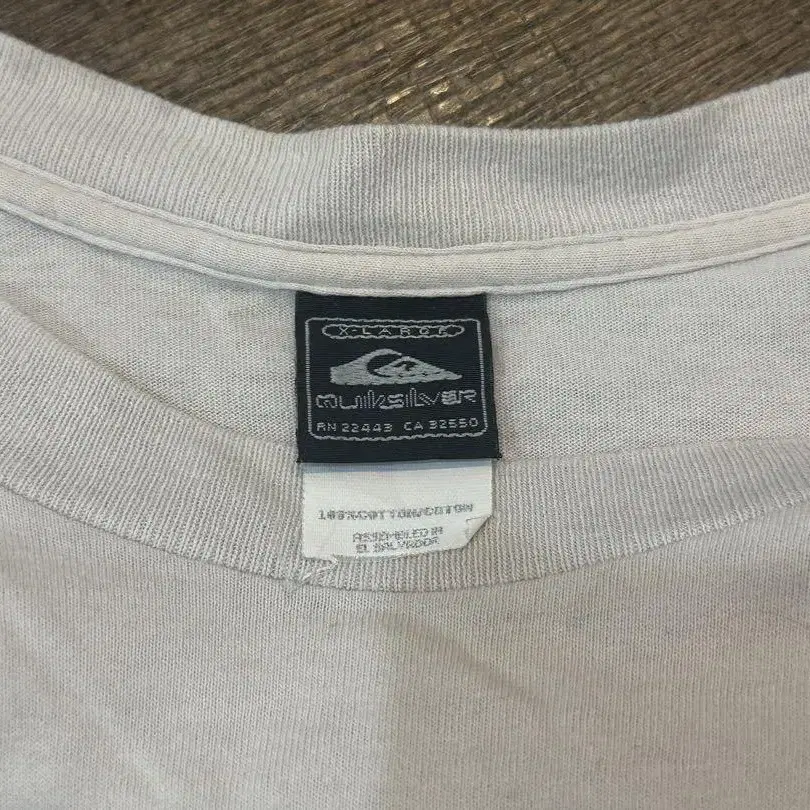 X-LARGE
QUIKSILVER
RN 22443 CA 32550
100%COTTON/COTON
ASSEMBLED IN
EL SALVADOR